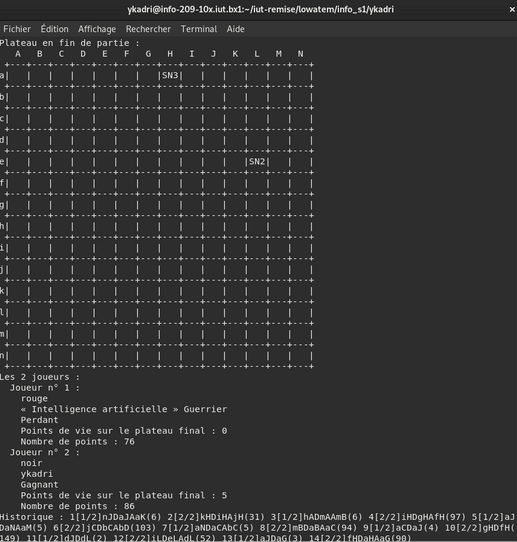 ykadri@info-209-10x.iut.bx1:~/iut-remise/lowatem/info_s1/ykadri
Fichier Édition Affichage Rechercher Terminal Aide
Plateau en fin de partie :
A B C D E F G H I J K L M N
+---+---+---+---+---+---+---+---+---+---+---+---+---+---+
a| | | | | | | |SN3| | | | | | |
+---+---+---+---+---+---+---+---+---+---+---+---+---+---+
b| | | | | | | | | | | | | | |
+---+---+---+---+---+---+---+---+---+---+---+---+---+---+
c| | | | | | | | | | | | | | |
+---+---+---+---+---+---+---+---+---+---+---+---+---+---+
d| | | | | | | | | | | | | | |
+---+---+---+---+---+---+---+---+---+---+---+---+---+---+
e| | | | | | | | | | | |SN2| | |
+---+---+---+---+---+---+---+---+---+---+---+---+---+---+
f| | | | | | | | | | | | | | |
+---+---+---+---+---+---+---+---+---+---+---+---+---+---+
g| | | | | | | | | | | | | | |
+---+---+---+---+---+---+---+---+---+---+---+---+---+---+
h| | | | | | | | | | | | | | |
+---+---+---+---+---+---+---+---+---+---+---+---+---+---+
i| | | | | | | | | | | | | | |
+---+---+---+---+---+---+---+---+---+---+---+---+---+---+
j| | | | | | | | | | | | | | |
+---+---+---+---+---+---+---+---+---+---+---+---+---+---+
k| | | | | | | | | | | | | | |
+---+---+---+---+---+---+---+---+---+---+---+---+---+---+
l| | | | | | | | | | | | | | |
+---+---+---+---+---+---+---+---+---+---+---+---+---+---+
m| | | | | | | | | | | | | | |
+---+---+---+---+---+---+---+---+---+---+---+---+---+---+
n| | | | | | | | | | | | | | |
+---+---+---+---+---+---+---+---+---+---+---+---+---+---+
Les 2 joueurs :
Joueur n° 1 :
rouge
« Intelligence artificielle » Guerrier
Perdant
Points de vie sur le plateau final : 0
Nombre de points : 76
Joueur n° 2 :
noir
ykadri
Gagnant
Points de vie sur le plateau final : 5
Nombre de points : 86
Historique : 1[1/2]nJDaJAaK(6) 2[2/2]kHDiHAjH(31) 3[1/2]hADmAAmB(6) 4[2/2]iHDgHAfH(97) 5[1/2]aJ
DaNAaM(5) 6[2/2]jCDbCAbD(103) 7[1/2]aNDaCAbC(5) 8[2/2]mBDaBAaC(94) 9[1/2]aCDaJ(4) 10[2/2]gHDfH(
149) 11[1/2]dJDdL(2) 12[2/2]iLDeLAdL(52) 13[1/2]aJDaG(3) 14[2/2]fHDaHAaG(90)